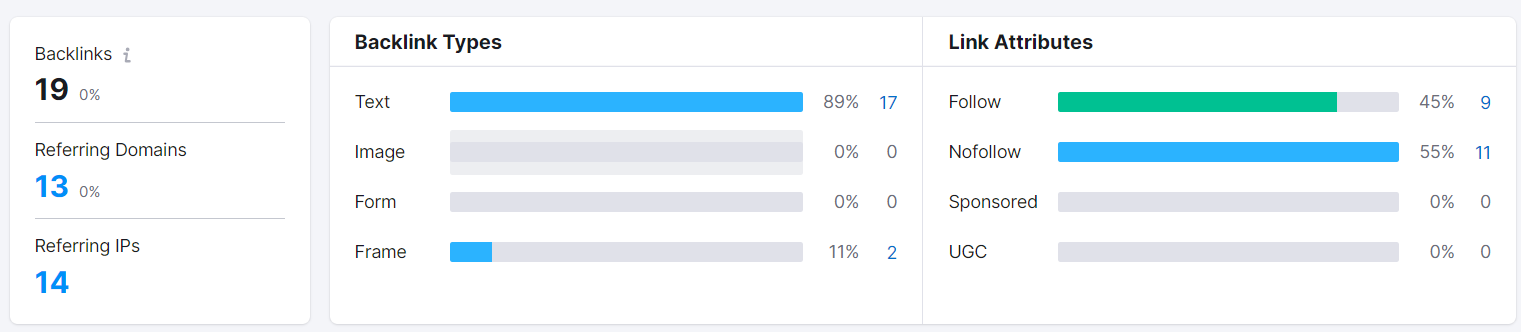 Backlinks i
19 0%
Referring Domains
13 0%
Referring IPs
14
Backlink Types
Text 89% 17
Image 0% 0
Form 0% 0
Frame 11% 2
Link Attributes
Follow 45% 9
Nofollow 55% 11
Sponsored 0% 0
UGC 0% 0